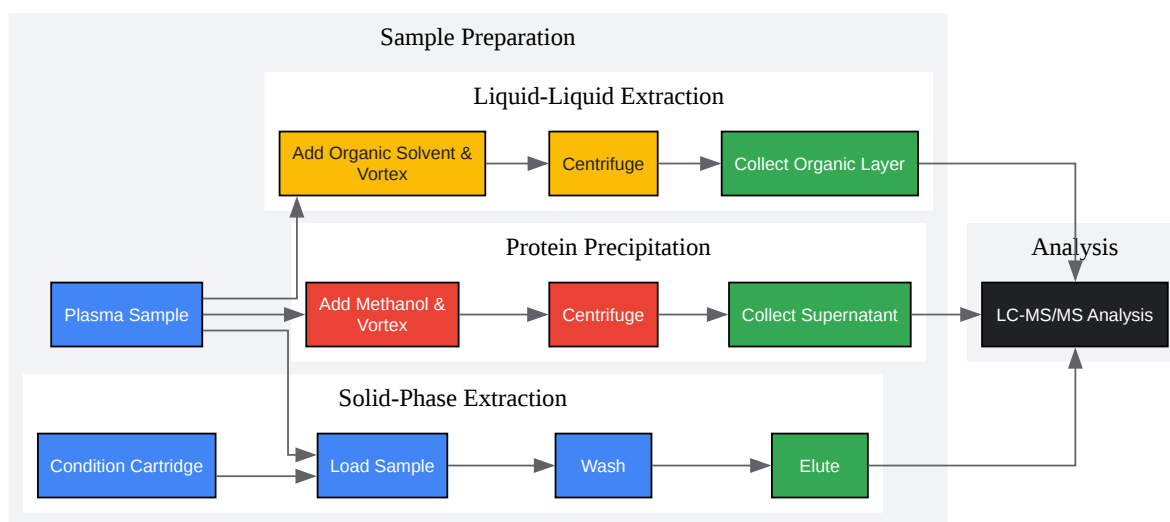 Sample Preparation
Liquid-Liquid Extraction
Add Organic Solvent &
Vortex
Centrifuge
Collect Organic Layer
Protein Precipitation
Analysis
Plasma Sample
Add Methanol &
Vortex
Centrifuge
Collect Supernatant
LC-MS/MS Analysis
Solid-Phase Extraction
Condition Cartridge
Load Sample
Wash
Elute